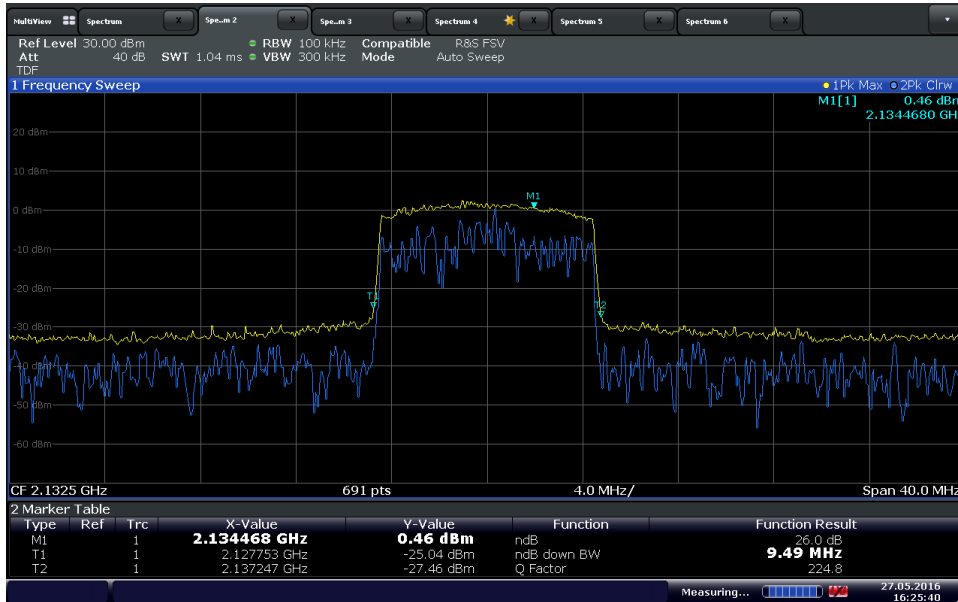 MultiView Spectrum X Spe...m 2 X Spe...m 3 X Spectrum 4 X Spectrum 5 X Spectrum 6 X
Ref Level 30.00 dBm RBW 100 kHz Compatible R&S FSV
Att 40 dB SWT 1.04 ms VBW 300 kHz Mode Auto Sweep
TDF
1 Frequency Sweep 1Pk Max 2Pk Clrw
M1[1] 0.46 dBm
2.1344680 GH
20 dBm
10 dBm
M1
0 dBm
-10 dBm
-20 dBm
T1
T2
-30 dBm
-40 dBm
-50 dBm
-60 dBm
CF 2.1325 GHz 691 pts 4.0 MHz/ Span 40.0 MHz
2 Marker Table
Type Ref Trc X-Value Y-Value Function Function Result
M1 1 2.134468 GHz 0.46 dBm ndB 26.0 dB
T1 1 2.127753 GHz -25.04 dBm ndB down BW 9.49 MHz
T2 1 2.137247 GHz -27.46 dBm Q Factor 224.8
Measuring... 27.05.2016
16:25:40